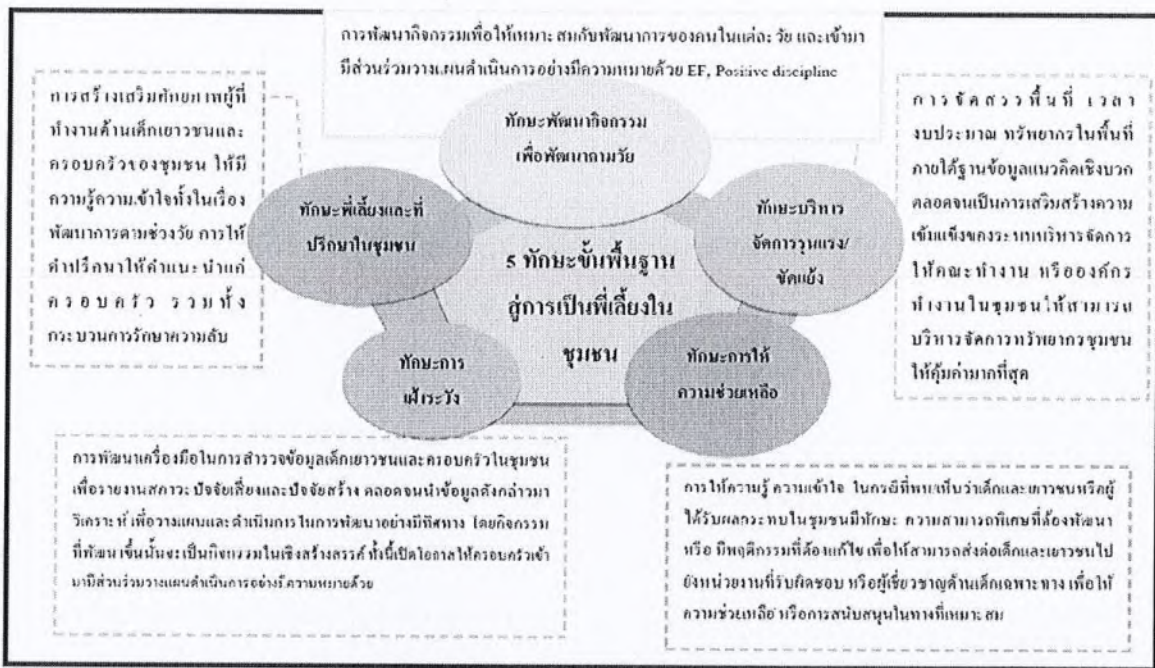 การพัฒนากิจกรรมเพื่อให้เหมาะสมกับพัฒนาการของคนในแต่ละวัย และเข้ามา
มีส่วนร่วมวางแผนดำเนินการอย่างมีความหมายด้วย EF, Positive discipline
การสร้างเสริมศักยภาพผู้ที่
ทำงานด้านเด็กเยาวชนและ
ครอบครัวของชุมชน ให้มี
ความรู้ความเข้าใจทั้งในเรื่อง
พัฒนาการตามช่วงวัย การให้
คำปรึกษาให้คำแนะนำแก่
ครอบครัว รวมทั้ง
กระบวนการรักษาความลับ
ทักษะพัฒนากิจกรรม
เพื่อพัฒนาตามวัย
ทักษะพี่เลี้ยงและที่
ปรึกษาในชุมชน
ทักษะบริหาร
จัดการรุนแรง/
ขัดแย้ง
5 ทักษะขั้นพื้นฐาน
สู่การเป็นพี่เลี้ยงใน
ชุมชน
ทักษะการ
เฝ้าระวัง
ทักษะการให้
ความช่วยเหลือ
การจัดสรรพื้นที่ เวลา
งบประมาณ ทรัพยากรในพื้นที่
ภายใต้ฐานข้อมูลแนวคิดเชิงบวก
ตลอดจนเป็นการเสริมสร้างความ
เข้มแข็งของระบบบริหารจัดการ
ให้คณะทำงาน หรือองค์กร
ทำงานในชุมชนให้สามารถ
บริหารจัดการทรัพยากรชุมชน
ให้คุ้มค่ามากที่สุด
การพัฒนาเครื่องมือในการสำรวจข้อมูลเด็กเยาวชนและครอบครัวในชุมชน
เพื่อรายงานสภาวะ ปัจจัยเสี่ยงและปัจจัยสร้าง ตลอดจนนำข้อมูลดังกล่าวมา
วิเคราะห์ เพื่อวางแผนและดำเนินการในการพัฒนาอย่างมีทิศทาง โดยกิจกรรม
ที่พัฒนาขึ้นนั้นจะเป็นกิจกรรมในเชิงสร้างสรรค์ ทั้งนี้เปิดโอกาสให้ครอบครัวเข้า
มามีส่วนร่วมวางแผนดำเนินการอย่างมีความหมายด้วย
การให้ความรู้ ความเข้าใจ ในกรณีที่พบเห็นว่าเด็กและเยาวชนหรือผู้
ได้รับผลกระทบในชุมชนมีทักษะ ความสามารถพิเศษที่ต้องพัฒนา
หรือ มีพฤติกรรมที่ต้องแก้ไข เพื่อให้สามารถส่งต่อเด็กและเยาวชนไป
ยังหน่วยงานที่รับผิดชอบ หรือผู้เชี่ยวชาญด้านเด็กเฉพาะทาง เพื่อให้
ความช่วยเหลือ หรือการสนับสนุนในทางที่เหมาะสม